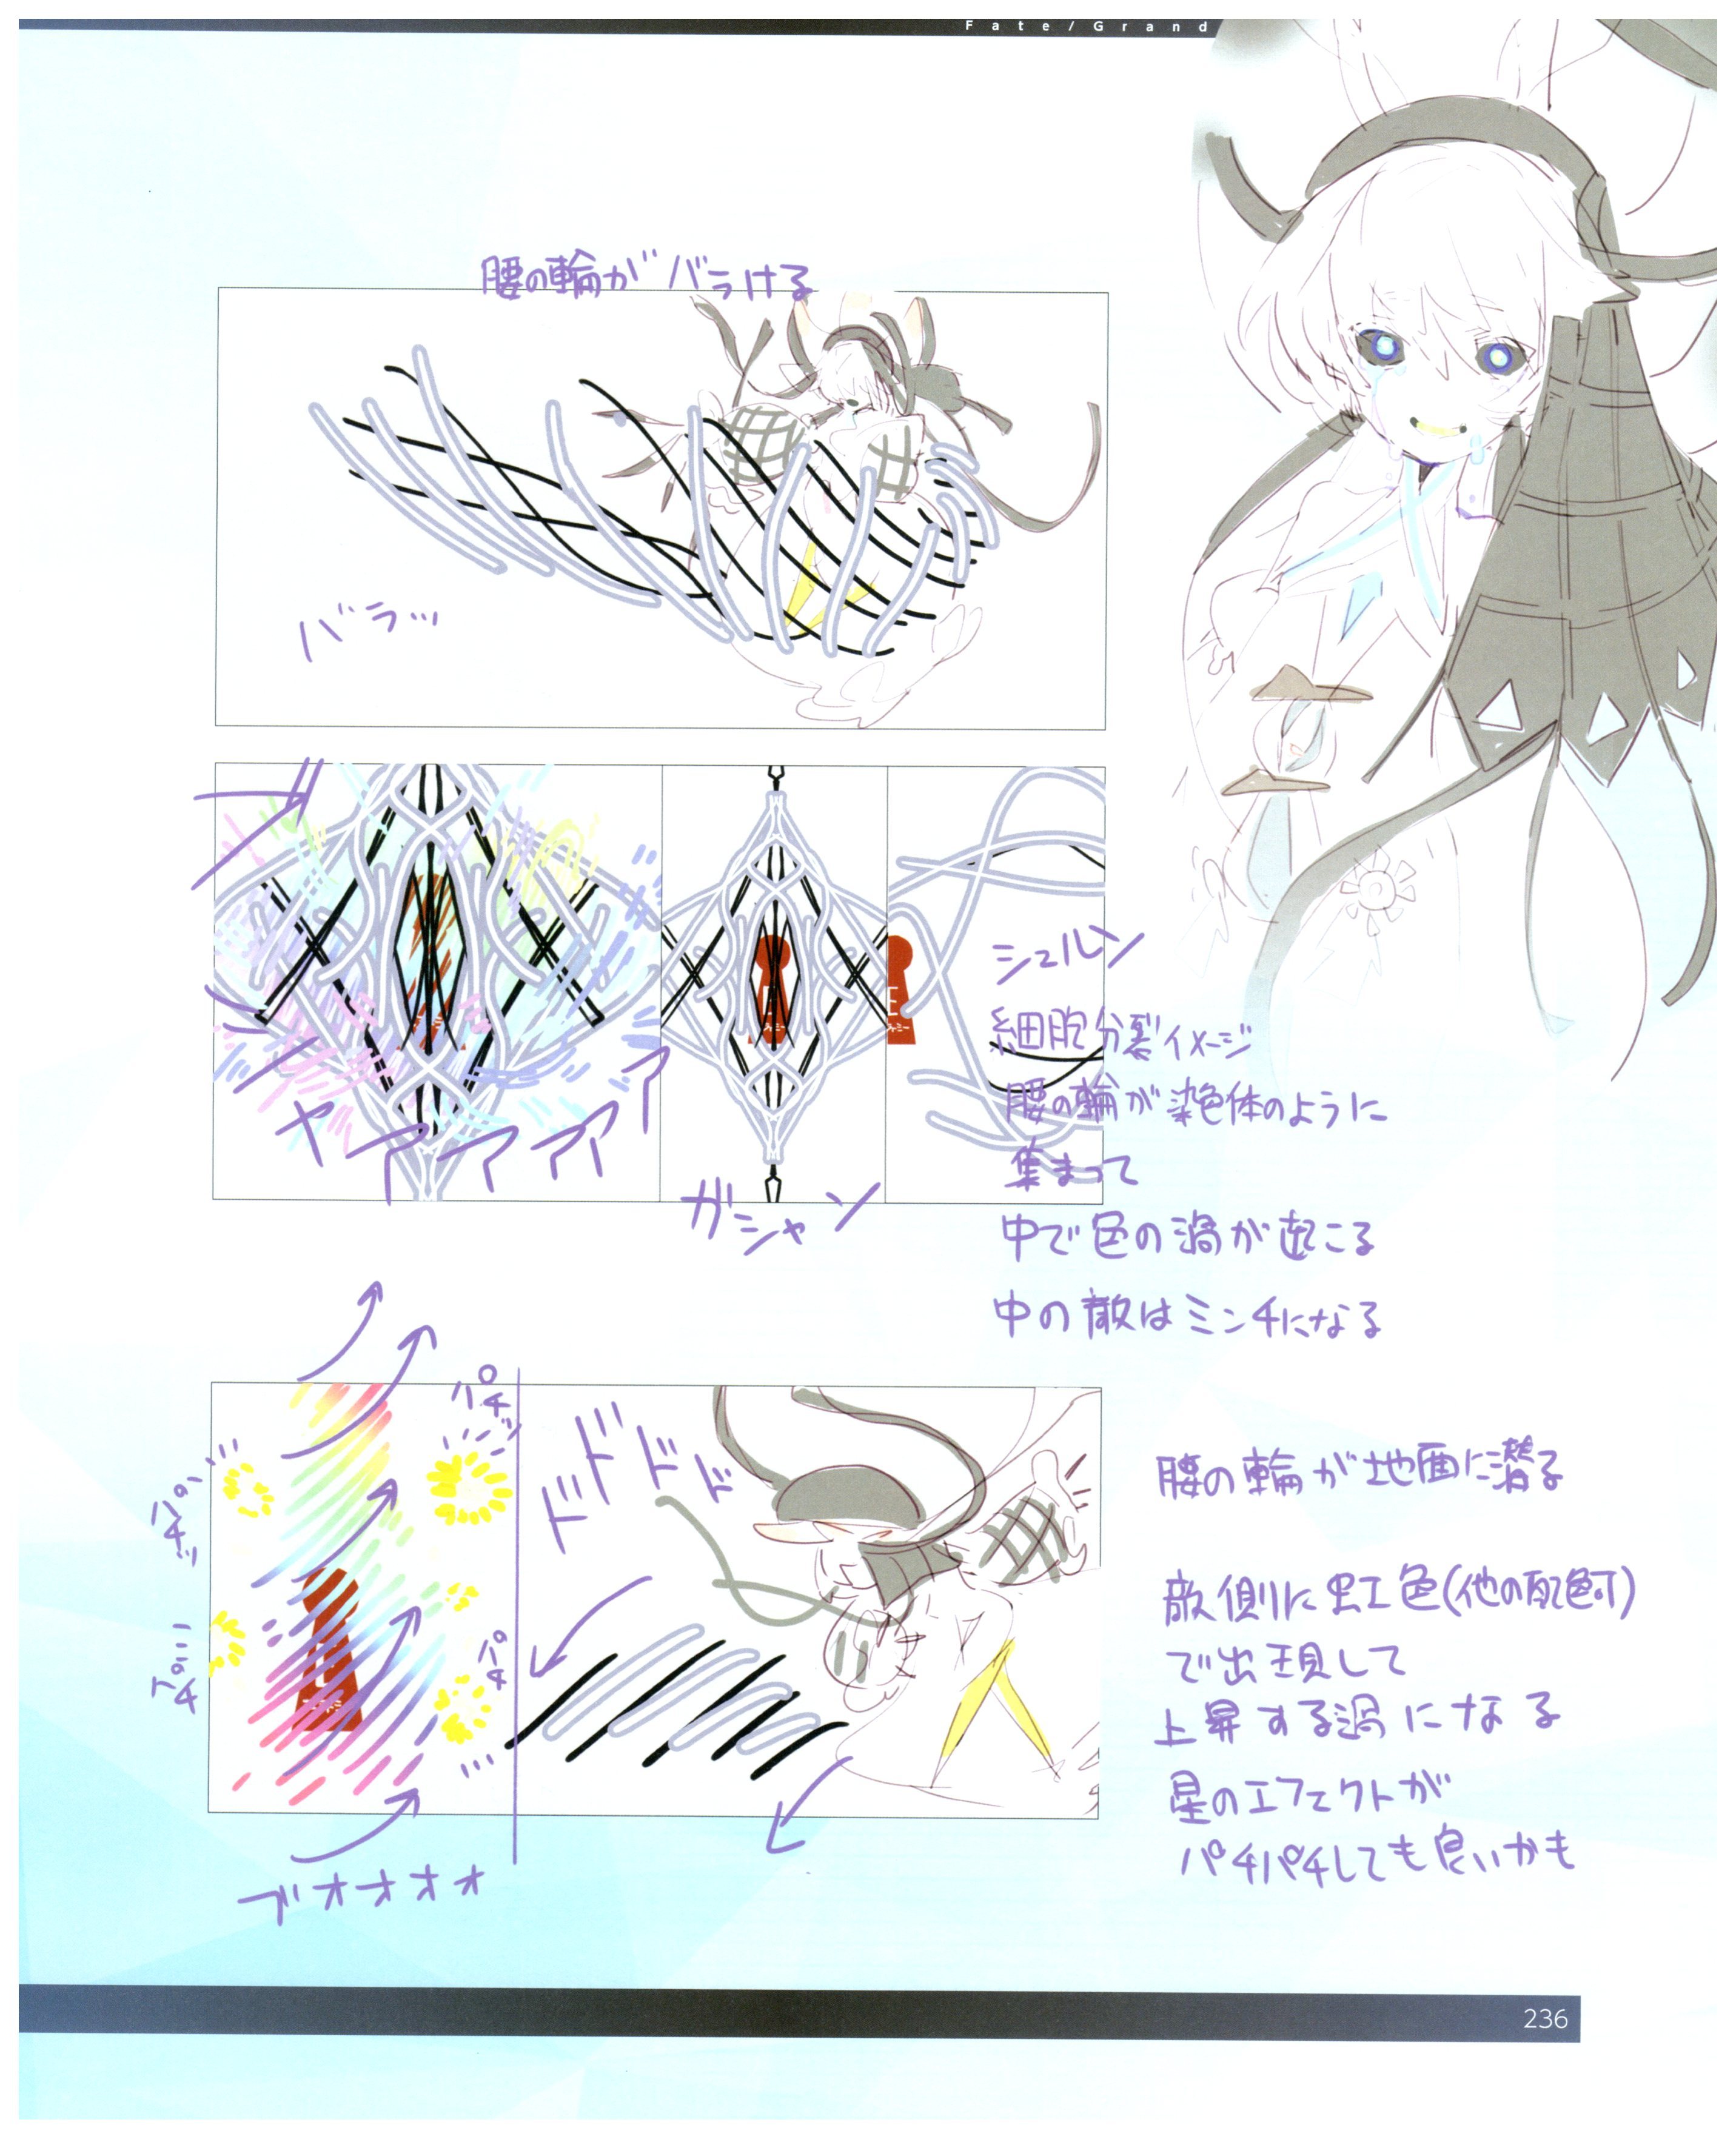 Fate/Grand
腰の輪がバラける
バラッ
シュルン
細胞分裂イメージ
腰の輪が染色体のように
集まって
中で色の渦が起こる
中の敵はミンチになる
ギャアアアアア
ガシャン
パチッ
パチッ
パチ
パチ
ドドドド
ブオオオオ
腰の輪が地面に潜る
敵側に虹色(他の配色可)
で出現して
上昇する渦になる
星のエフェクトが
パチパチしても良いかも
236